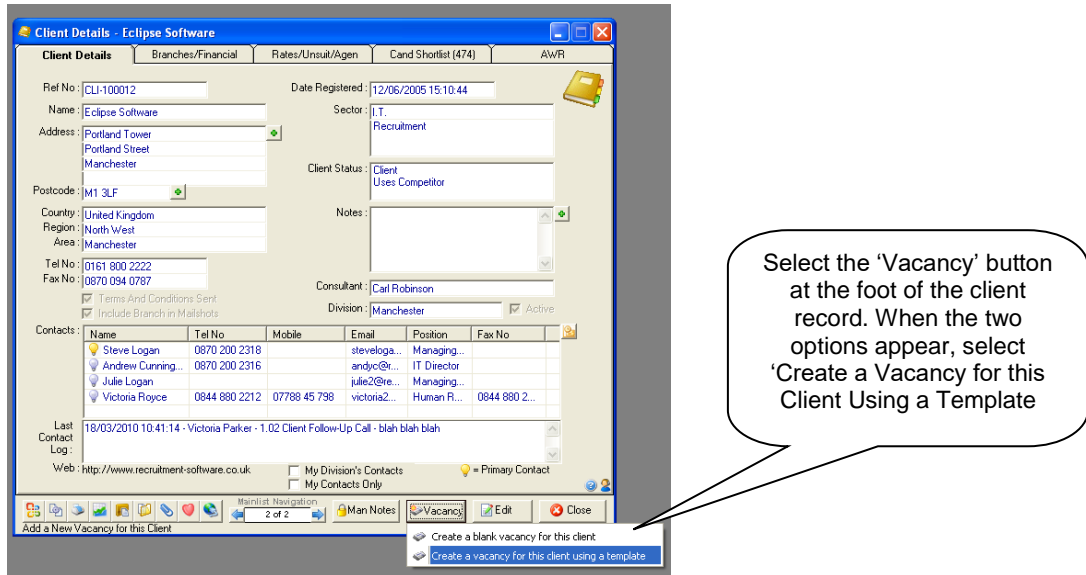 Client Details - Eclipse Software
Client Details Branches/Financial Rates/Unsuit/Agen Cand Shortlist (474) AWR
Ref No : CLI-100012
Date Registered : 12/06/2005 15:10:44
Name : Eclipse Software
Sector : I.T.
Recruitment
Address : Portland Tower
Portland Street
Manchester
Client Status : Client
Uses Competitor
Postcode : M1 3LF
Country : United Kingdom
Notes :
Region : North West
Area : Manchester
Tel No : 0161 800 2222
Fax No : 0870 094 0787
Consultant : Carl Robinson
Terms And Conditions Sent
Division : Manchester
Active
Include Branch in Mailshots
Contacts :
Name Tel No Mobile Email Position Fax No
Steve Logan 0870 200 2318 steveloga... Managing...
Andrew Cunning... 0870 200 2316 andyc@r... IT Director
Julie Logan julie2@re... Managing...
Victoria Royce 0844 880 2212 07788 45 798 victoria2... Human R... 0844 880 2...
Last Contact Log : 18/03/2010 10:41:14 - Victoria Parker - 1.02 Client Follow-Up Call - blah blah blah
Web : http://www.recruitment-software.co.uk
My Division's Contacts
= Primary Contact
My Contacts Only
Mainlist Navigation
2 of 2
Man Notes Vacancy Edit Close
Add a New Vacancy for this Client
Create a blank vacancy for this client
Create a vacancy for this client using a template
Select the ‘Vacancy’ button
at the foot of the client
record. When the two
options appear, select
‘Create a Vacancy for this
Client Using a Template